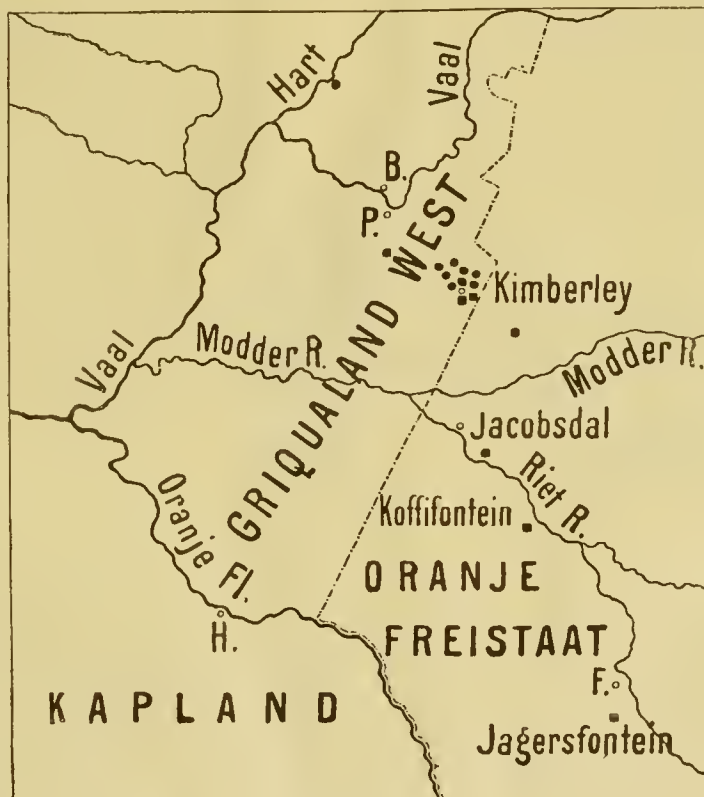 Hart
Vaal
B.
P.
GRIQUALAND WEST
Kimberley
Vaal
Modder R.
Modder R.
Jacobsdal
Riet R.
Koffifontein
Oranje Fl.
ORANJE
FREISTAAT
H.
F.
KAPLAND
Jagersfontein